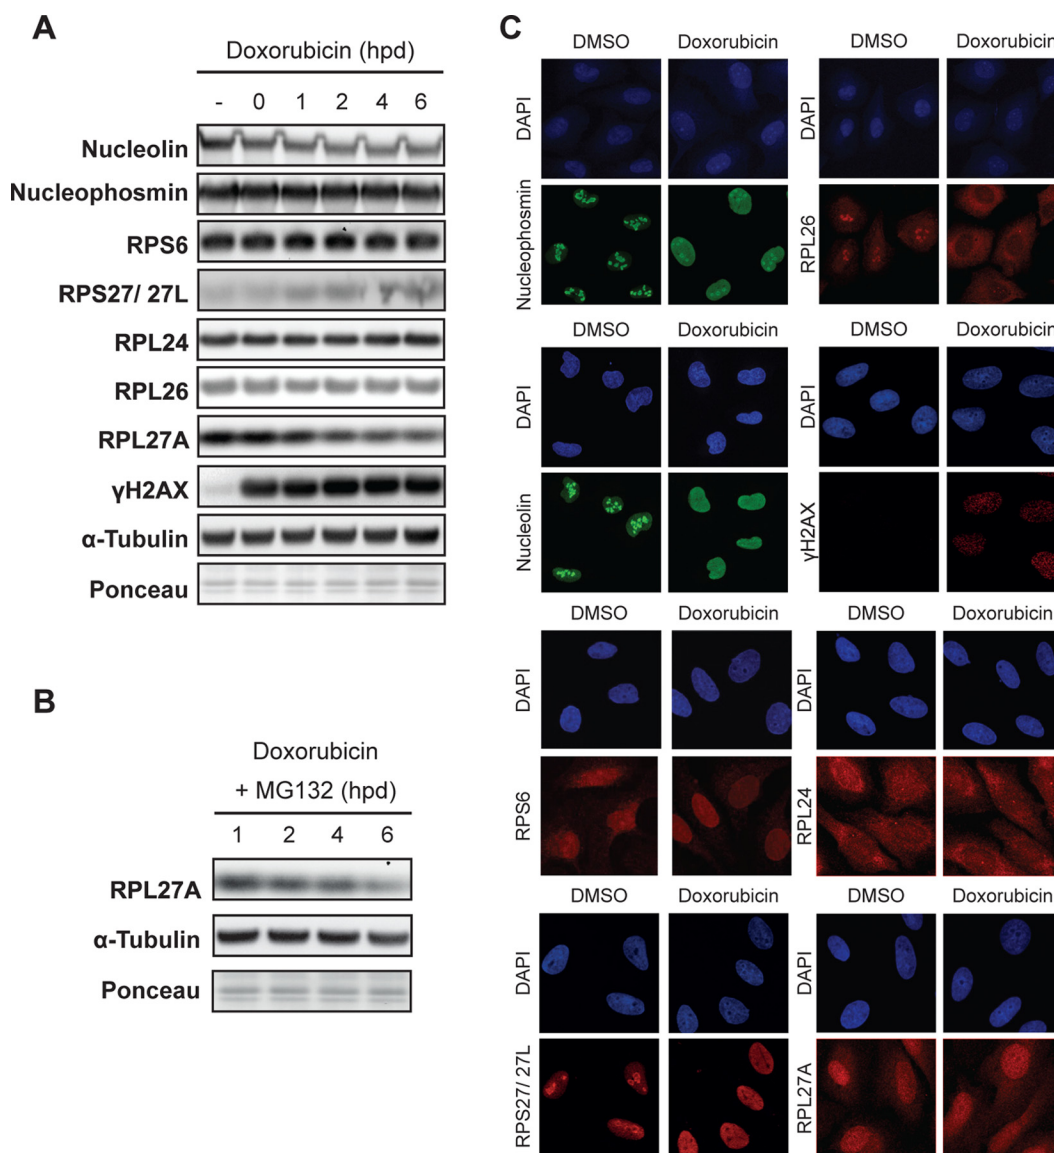 A
Doxorubicin (hpd)
- 0 1 2 4 6
Nucleolin
Nucleophosmin
RPS6
RPS27/ 27L
RPL24
RPL26
RPL27A
γH2AX
α-Tubulin
Ponceau
B
Doxorubicin
+ MG132 (hpd)
1 2 4 6
RPL27A
α-Tubulin
Ponceau
C
DMSO Doxorubicin DMSO Doxorubicin
DAPI DAPI
Nucleophosmin RPL26
DMSO Doxorubicin DMSO Doxorubicin
DAPI DAPI
Nucleolin γH2AX
DMSO Doxorubicin DMSO Doxorubicin
DAPI DAPI
RPS6 RPL24
DMSO Doxorubicin DMSO Doxorubicin
DAPI DAPI
RPS27/ 27L RPL27A